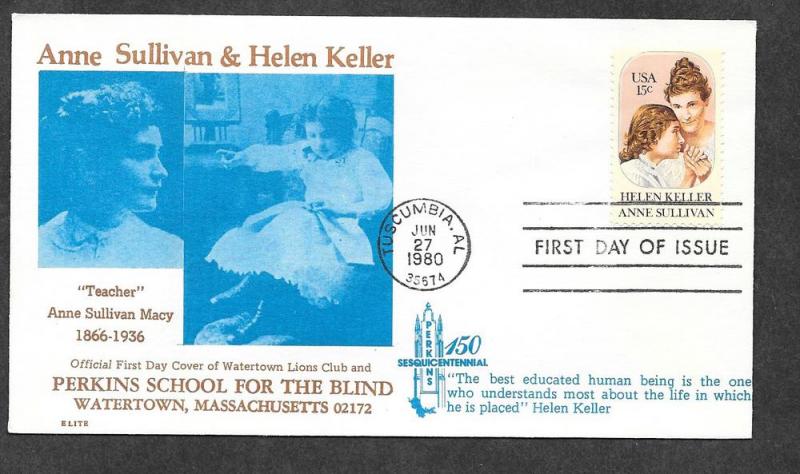 Anne Sullivan & Helen Keller
"Teacher"
Anne Sullivan Macy
1866-1936
Official First Day Cover of Watertown Lions Club and
PERKINS SCHOOL FOR THE BLIND
WATERTOWN, MASSACHUSETTS 02172
ELITE
USA
15c
HELEN KELLER
ANNE SULLIVAN
TUSCUMBIA, AL
JUN
27
1980
35674
FIRST DAY OF ISSUE
PERKINS
150
SESQUICENTENNIAL
"The best educated human being is the one
who understands most about the life in which
he is placed" Helen Keller